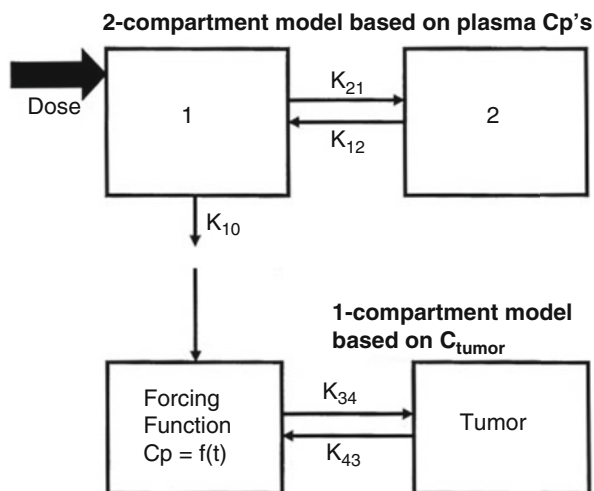 2-compartment model based on plasma Cp's
Dose
1
K21
K12
2
K10
1-compartment model
based on Ctumor
Forcing
Function
Cp = f(t)
K34
K43
Tumor